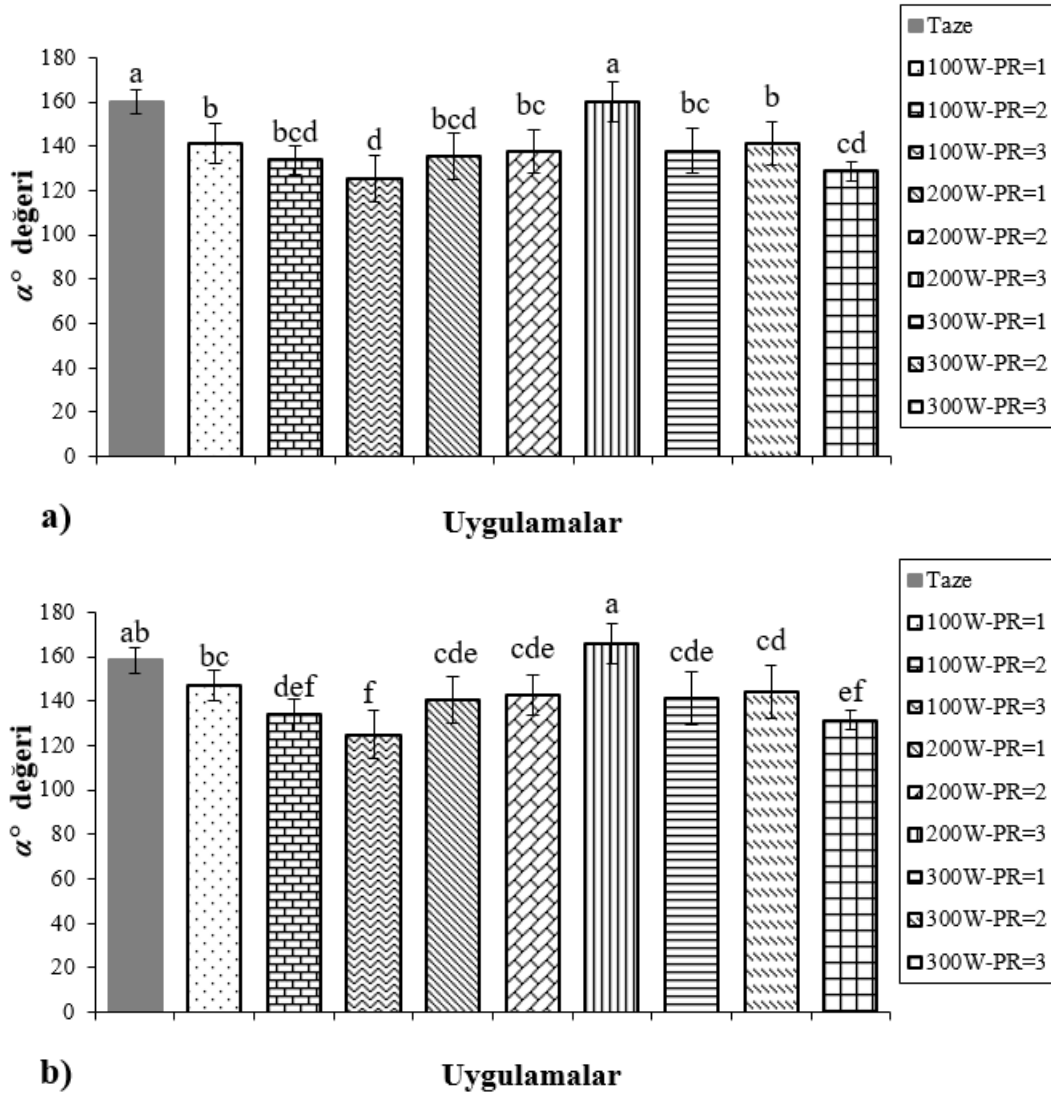 180
160
140
120
100
80
60
40
20
0
α° değeri
a
b
bcd
d
bcd
bc
a
bc
b
cd
Taze
100W-PR=1
100W-PR=2
100W-PR=3
200W-PR=1
200W-PR=2
200W-PR=3
300W-PR=1
300W-PR=2
300W-PR=3
a)
Uygulamalar
180
160
140
120
100
80
60
40
20
0
α° değeri
ab
bc
def
f
cde
cde
a
cde
cd
ef
Taze
100W-PR=1
100W-PR=2
100W-PR=3
200W-PR=1
200W-PR=2
200W-PR=3
300W-PR=1
300W-PR=2
300W-PR=3
b)
Uygulamalar